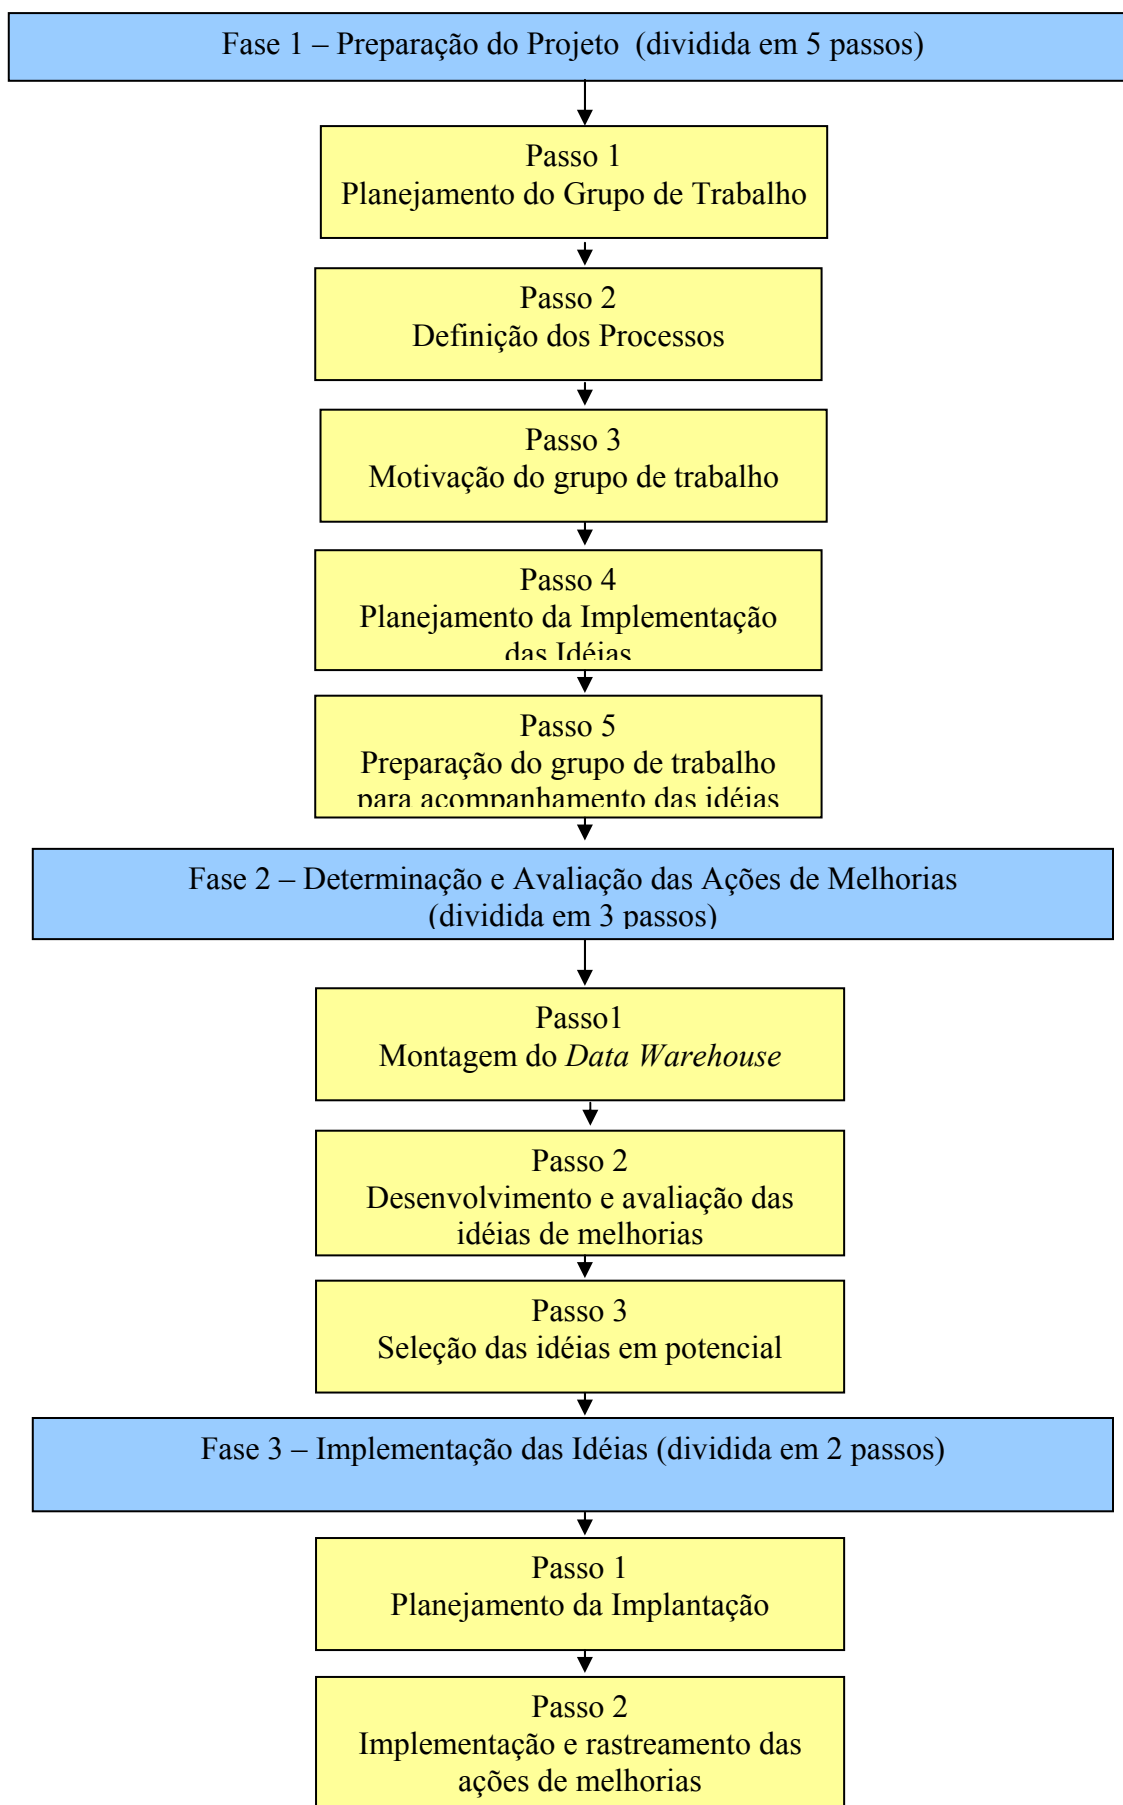 Fase 1 – Preparação do Projeto (dividida em 5 passos)
Passo 1
Planejamento do Grupo de Trabalho
Passo 2
Definição dos Processos
Passo 3
Motivação do grupo de trabalho
Passo 4
Planejamento da Implementação
das Idéias
Passo 5
Preparação do grupo de trabalho
para acompanhamento das idéias
Fase 2 – Determinação e Avaliação das Ações de Melhorias
(dividida em 3 passos)
Passo1
Montagem do Data Warehouse
Passo 2
Desenvolvimento e avaliação das
idéias de melhorias
Passo 3
Seleção das idéias em potencial
Fase 3 – Implementação das Idéias (dividida em 2 passos)
Passo 1
Planejamento da Implantação
Passo 2
Implementação e rastreamento das
ações de melhorias